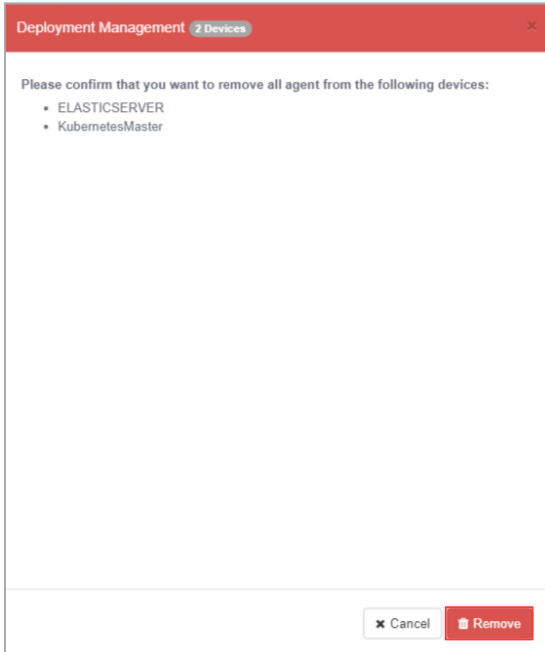 Deployment Management 2 Devices ×
Please confirm that you want to remove all agent from the following devices:
• ELASTICSERVER
• KubernetesMaster
✖ Cancel Remove